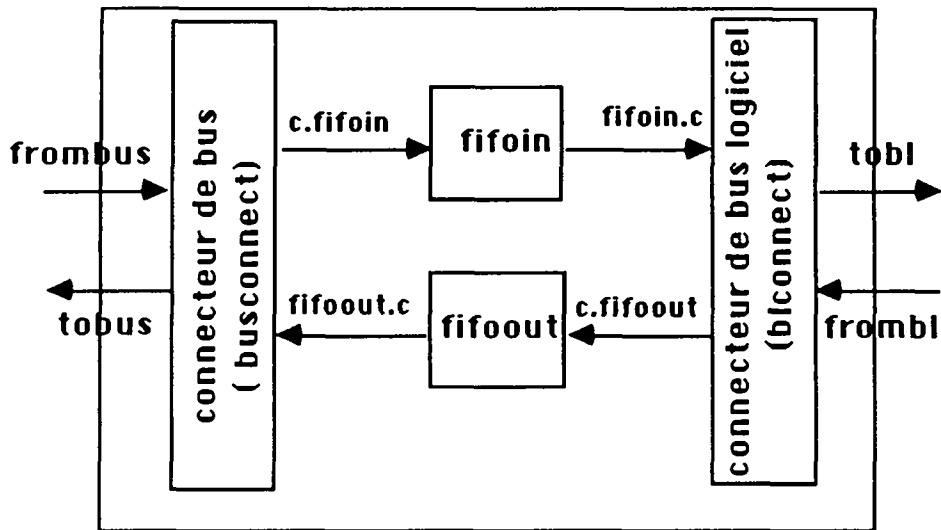 frombus
tobus
connecteur de bus
( busconnect)
c.fifoin
fifoin
fifoin.c
fifoout.c
fifoout
c.fifoout
connecteur de bus logiciel
(blconnect)
tobl
frombl